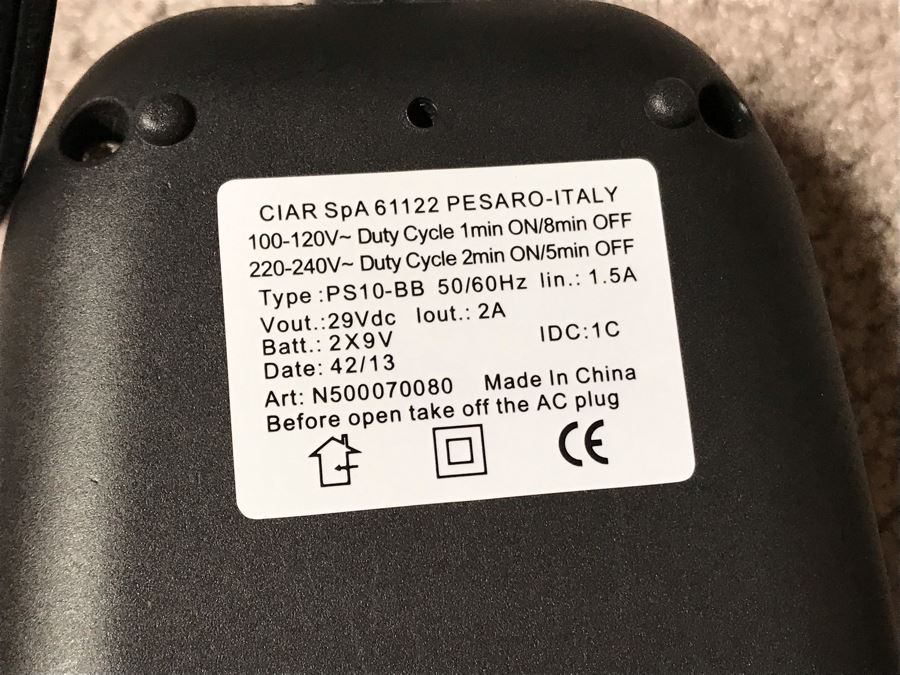 CIAR SpA 61122 PESARO-ITALY
100-120V~ Duty Cycle 1min ON/8min OFF
220-240V~ Duty Cycle 2min ON/5min OFF
Type :PS10-BB 50/60Hz Iin.: 1.5A
Vout.:29Vdc Iout.: 2A
Batt.: 2X9V IDC:1C
Date: 42/13
Art: N500070080 Made In China
Before open take off the AC plug
CE